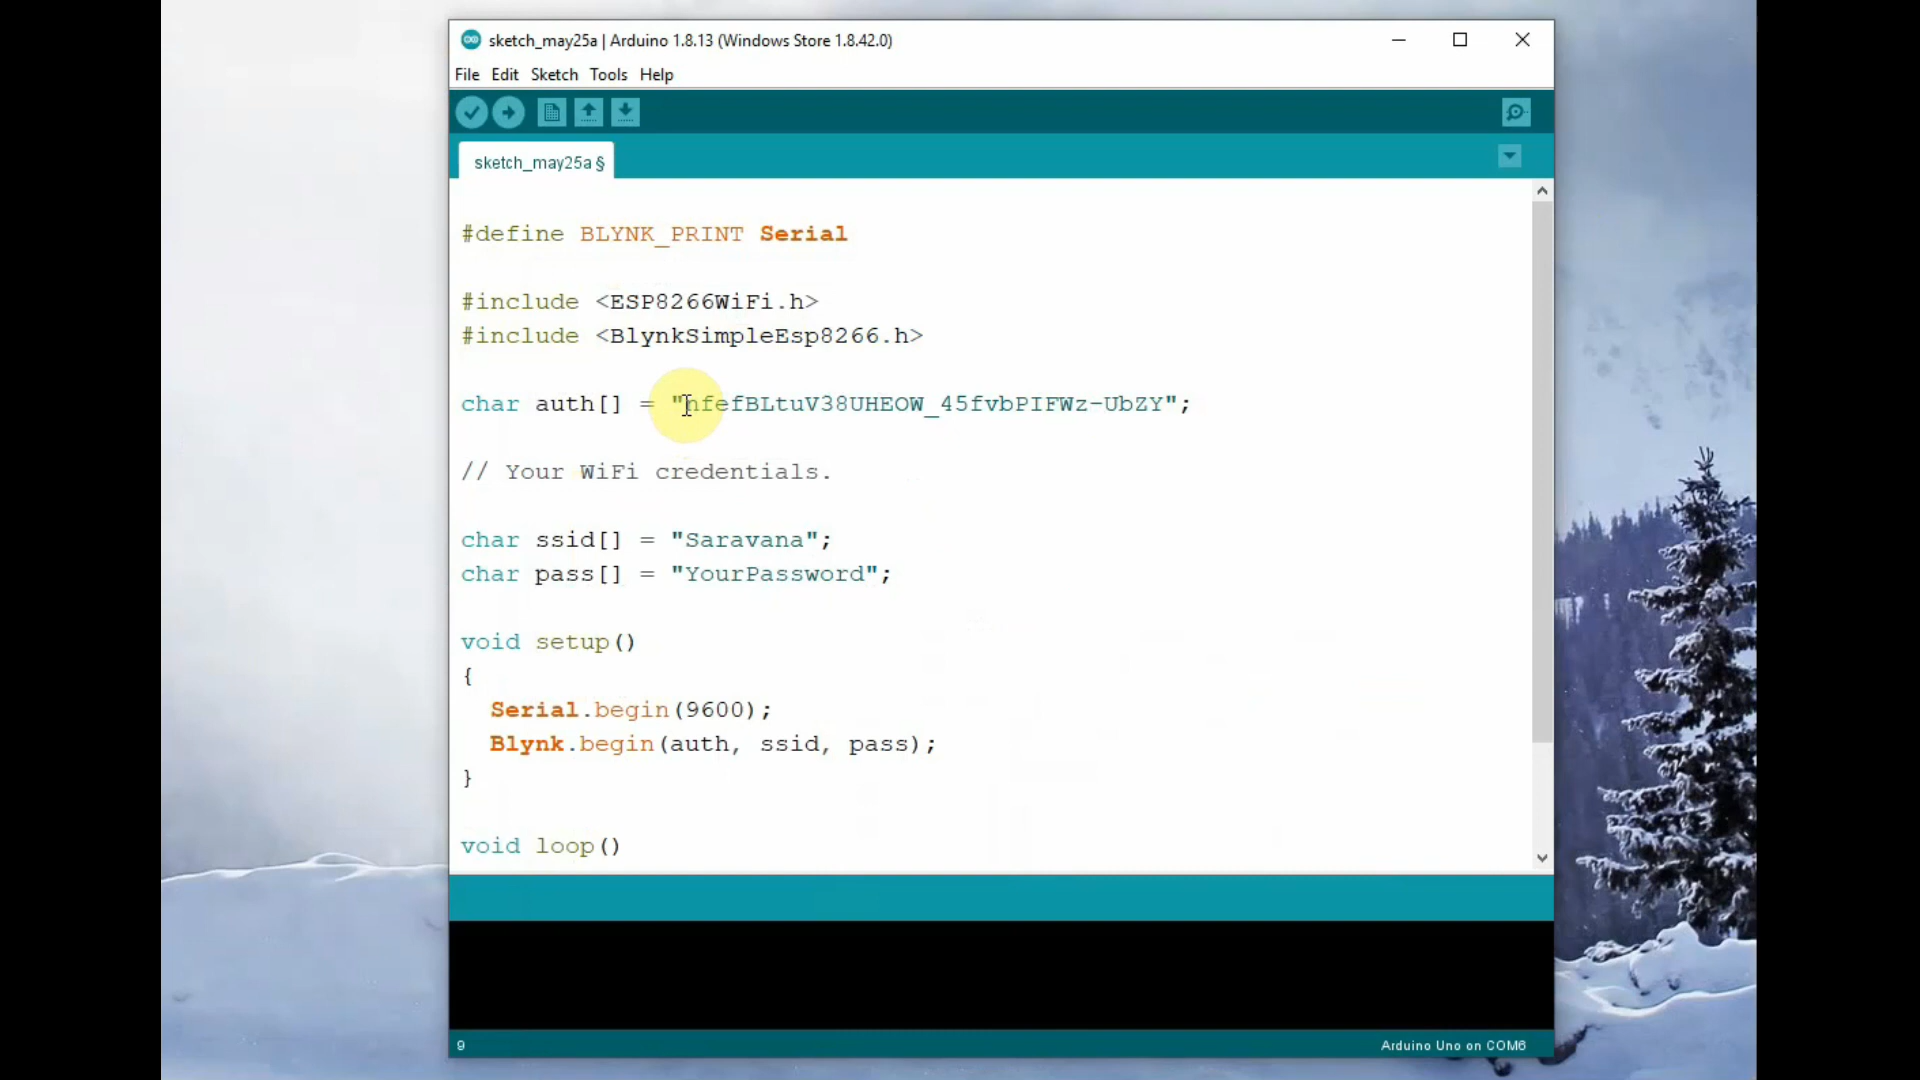 sketch_may25a | Arduino 1.8.13 (Windows Store 1.8.42.0)
File Edit Sketch Tools Help
sketch_may25a §
#define BLYNK_PRINT Serial
#include <ESP8266WiFi.h>
#include <BlynkSimpleEsp8266.h>
char auth[] = "nfefBLtuV38UHEOW_45fvbPIFWz-UbZY";
// Your WiFi credentials.
char ssid[] = "Saravana";
char pass[] = "YourPassword";
void setup()
{
Serial.begin(9600);
Blynk.begin(auth, ssid, pass);
}
void loop()
9
Arduino Uno on COM6